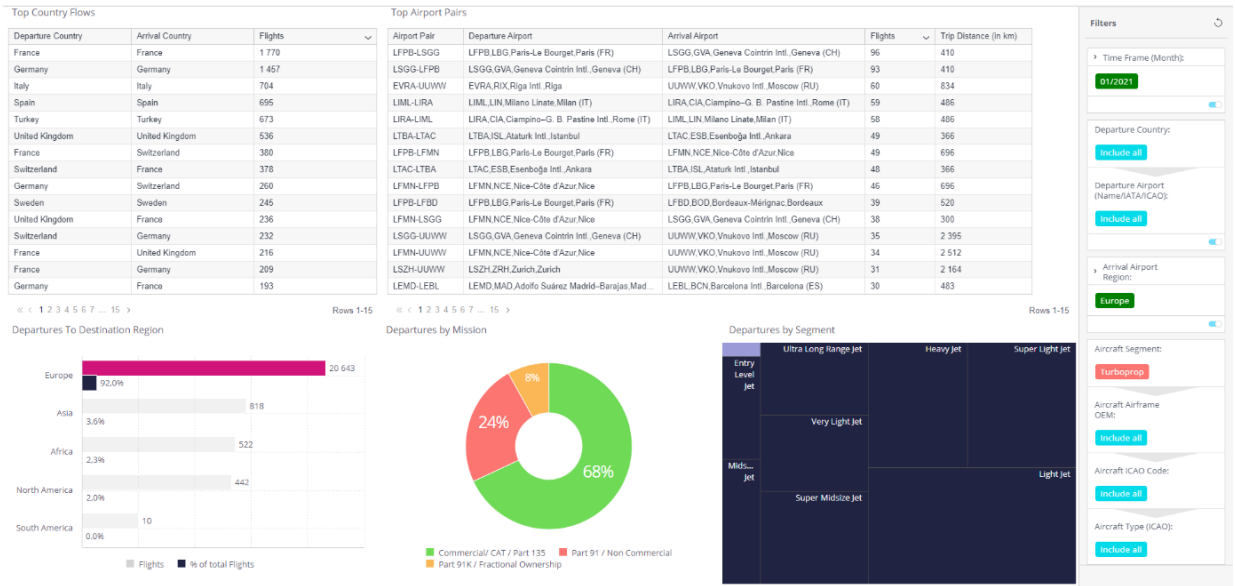 Top Country Flows
Departure Country Arrival Country Flights
France France 1 770
Germany Germany 1 457
Italy Italy 704
Spain Spain 695
Turkey Turkey 673
United Kingdom United Kingdom 536
France Switzerland 380
Switzerland France 378
Germany Switzerland 260
Sweden Sweden 245
United Kingdom France 236
Switzerland Germany 232
France United Kingdom 216
France Germany 209
Germany France 193
« < 1 2 3 4 5 6 7 ... 15 > Rows 1-15
Top Airport Pairs
Airport Pair Departure Airport Arrival Airport Flights Trip Distance (in km)
LFPB-LSGG LFPB,LBG,Paris-Le Bourget,Paris (FR) LSGG,GVA,Geneva Cointrin Intl.,Geneva (CH) 96 410
LSGG-LFPB LSGG,GVA,Geneva Cointrin Intl.,Geneva (CH) LFPB,LBG,Paris-Le Bourget,Paris (FR) 93 410
EVRA-UUWW EVRA,RIX,Riga Intl.,Riga UUWW,VKO,Vnukovo Intl.,Moscow (RU) 60 834
LIML-LIRA LIML,LIN,Milano Linate,Milan (IT) LIRA,CIA,Ciampino–G. B. Pastine Intl.,Rome (IT) 59 486
LIRA-LIML LIRA,CIA,Ciampino–G. B. Pastine Intl.,Rome (IT) LIML,LIN,Milano Linate,Milan (IT) 58 486
LTBA-LTAC LTBA,ISL,Ataturk Intl.,Istanbul LTAC,ESB,Esenboğa Intl.,Ankara 49 366
LFPB-LFMN LFPB,LBG,Paris-Le Bourget,Paris (FR) LFMN,NCE,Nice-Côte d'Azur,Nice 49 696
LTAC-LTBA LTAC,ESB,Esenboğa Intl.,Ankara LTBA,ISL,Ataturk Intl.,Istanbul 48 366
LFMN-LFPB LFMN,NCE,Nice-Côte d'Azur,Nice LFPB,LBG,Paris-Le Bourget,Paris (FR) 46 696
LFPB-LFBD LFPB,LBG,Paris-Le Bourget,Paris (FR) LFBD,BOD,Bordeaux-Mérignac,Bordeaux 39 520
LFMN-LSGG LFMN,NCE,Nice-Côte d'Azur,Nice LSGG,GVA,Geneva Cointrin Intl.,Geneva (CH) 38 300
LSGG-UUWW LSGG,GVA,Geneva Cointrin Intl.,Geneva (CH) UUWW,VKO,Vnukovo Intl.,Moscow (RU) 35 2 395
LFMN-UUWW LFMN,NCE,Nice-Côte d'Azur,Nice UUWW,VKO,Vnukovo Intl.,Moscow (RU) 34 2 512
LSZH-UUWW LSZH,ZRH,Zurich,Zurich UUWW,VKO,Vnukovo Intl.,Moscow (RU) 31 2 164
LEMD-LEBL LEMD,MAD,Adolfo Suárez Madrid–Barajas,Mad... LEBL,BCN,Barcelona Intl.,Barcelona (ES) 30 483
« < 1 2 3 4 5 6 7 ... 15 > Rows 1-15
Departures To Destination Region
Europe 20 643
92.0%
Asia 818
3.6%
Africa 522
2,3%
North America 442
2,0%
South America 10
0.0%
Flights % of total Flights
Departures by Mission
8%
24%
68%
Commercial/ CAT / Part 135 Part 91 / Non Commercial
Part 91K / Fractional Ownership
Departures by Segment
Entry
Level
Jet
Mids...
Jet
Ultra Long Range Jet
Very Light Jet
Super Midsize Jet
Heavy Jet
Super Light Jet
Light Jet
Filters
Time Frame (Month):
01/2021
Departure Country:
Include all
Departure Airport
(Name/IATA/ICAO):
Include all
Arrival Airport
Region:
Europe
Aircraft Segment:
Turboprop
Aircraft Airframe
OEM:
Include all
Aircraft ICAO Code:
Include all
Aircraft Type (ICAO):
Include all